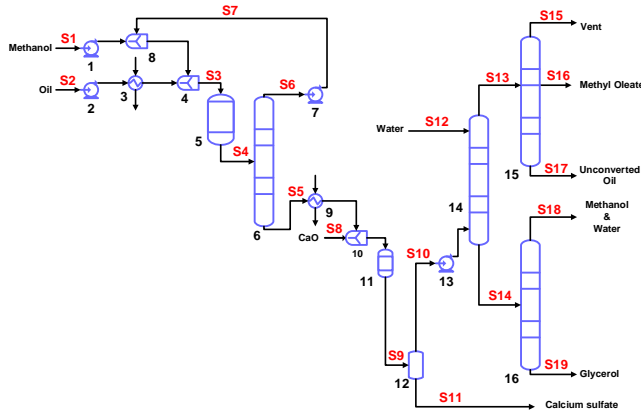 S7
S15
Vent
S1
Methanol
1
8
S2
Oil
2
3
4
S3
S6
7
S13
S16
Methyl Oleate
S12
Water
5
S4
15
S17
Unconverted
Oil
S5
9
6
S8
CaO
10
14
Methanol
&
Water
S18
11
S10
13
S14
S9
12
S11
16
S19
Glycerol
Calcium sulfate